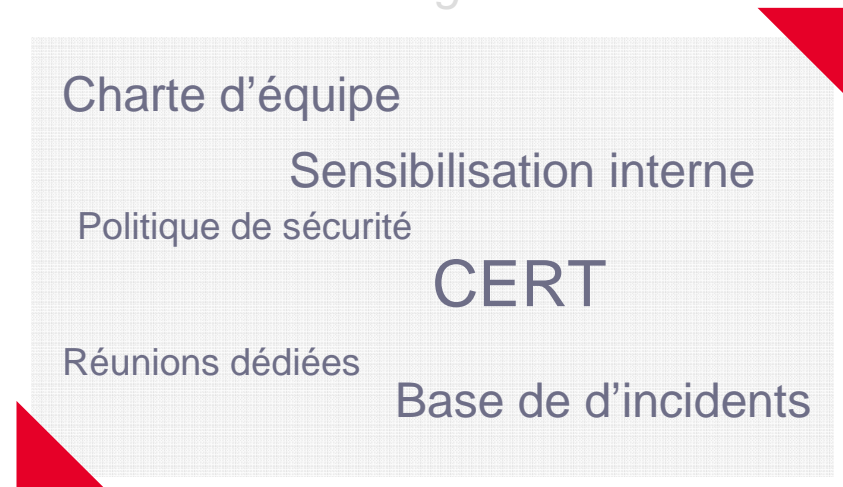 Charte d'équipe
Sensibilisation interne
Politique de sécurité
CERT
Réunions dédiées
Base de d'incidents